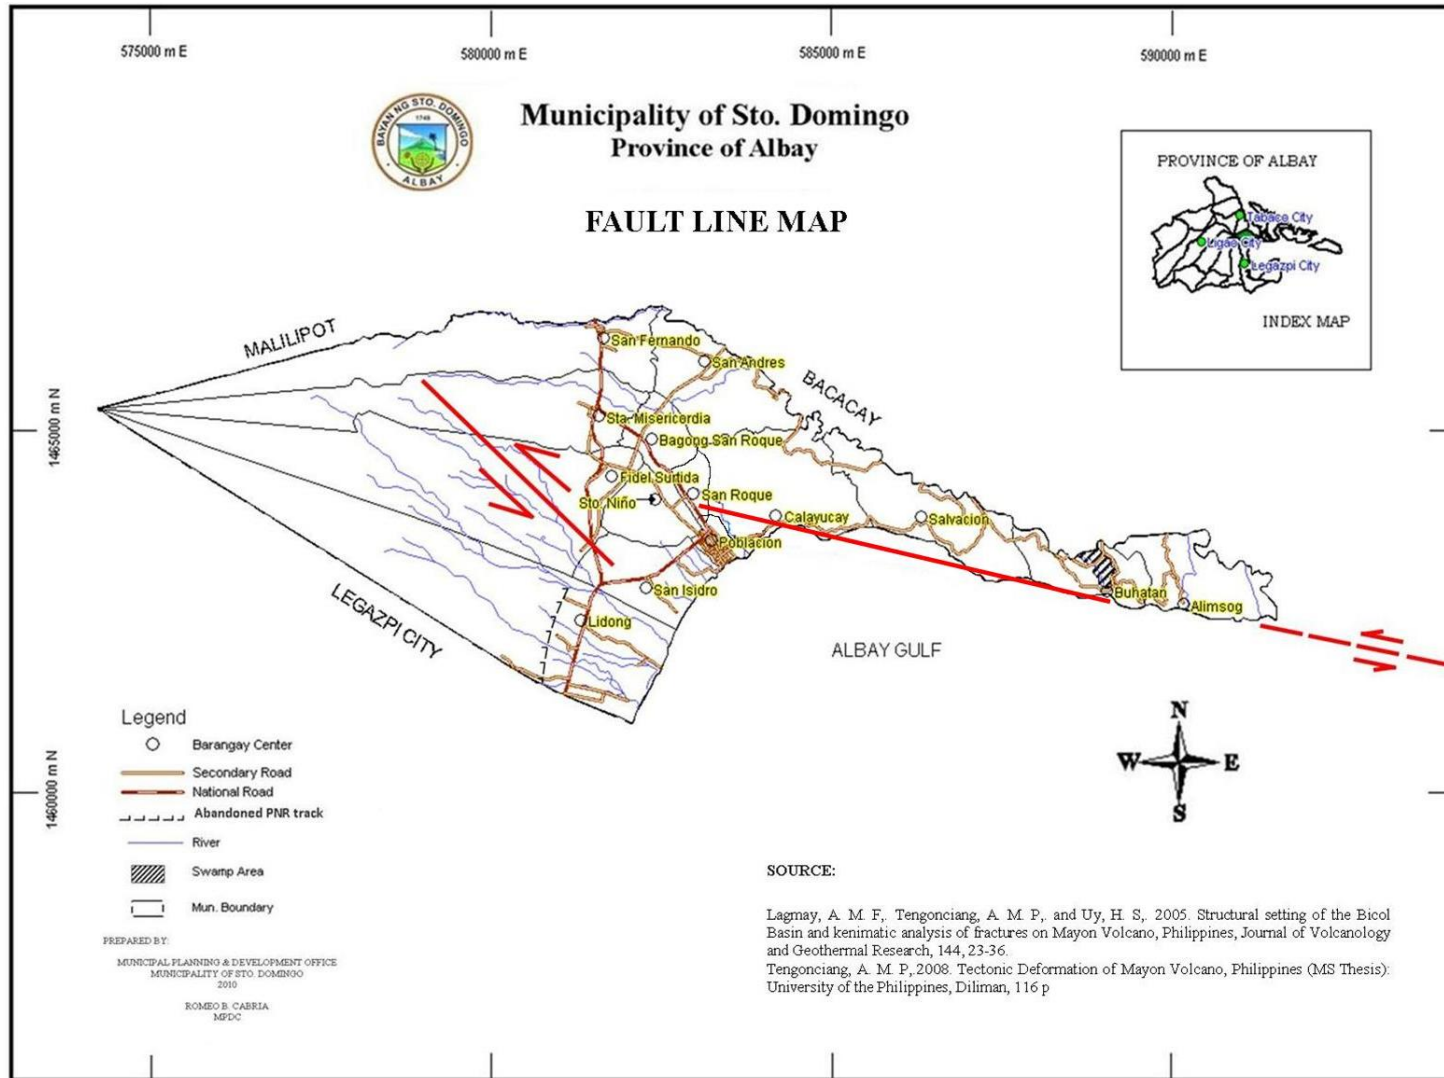 575000 m E
580000 m E
585000 m E
590000 m E
BAYAN NG STO. DOMINGO
1749
ALBAY
Municipality of Sto. Domingo
Province of Albay
FAULT LINE MAP
PROVINCE OF ALBAY
Tabaco City
Ligao City
Legazpi City
INDEX MAP
MALILIPOT
San Fernando
San Andres
BACACAY
1465000 m N
Sta. Misericordia
Bagong San Roque
Fidel Surtida
Sto. Niño
San Roque
Calayucay
Salvacion
Poblacion
San Isidro
Buhatan
Alimsog
LEGAZPI CITY
Lidong
ALBAY GULF
1460000 m N
Legend
Barangay Center
Secondary Road
National Road
Abandoned PNR track
River
Swamp Area
Mun. Boundary
N
W
E
S
PREPARED BY:
MUNICIPAL PLANNING & DEVELOPMENT OFFICE
MUNICIPALITY OF STO. DOMINGO
2010
ROMEO B. CABRIA
MPDC
SOURCE:
Lagmay, A. M. F,. Tengonciang, A. M. P,. and Uy, H. S,. 2005. Structural setting of the Bicol
Basin and kenimatic analysis of fractures on Mayon Volcano, Philippines, Journal of Volcanology
and Geothermal Research, 144, 23-36.
Tengonciang, A. M. P, 2008. Tectonic Deformation of Mayon Volcano, Philippines (MS Thesis):
University of the Philippines, Diliman, 116 p